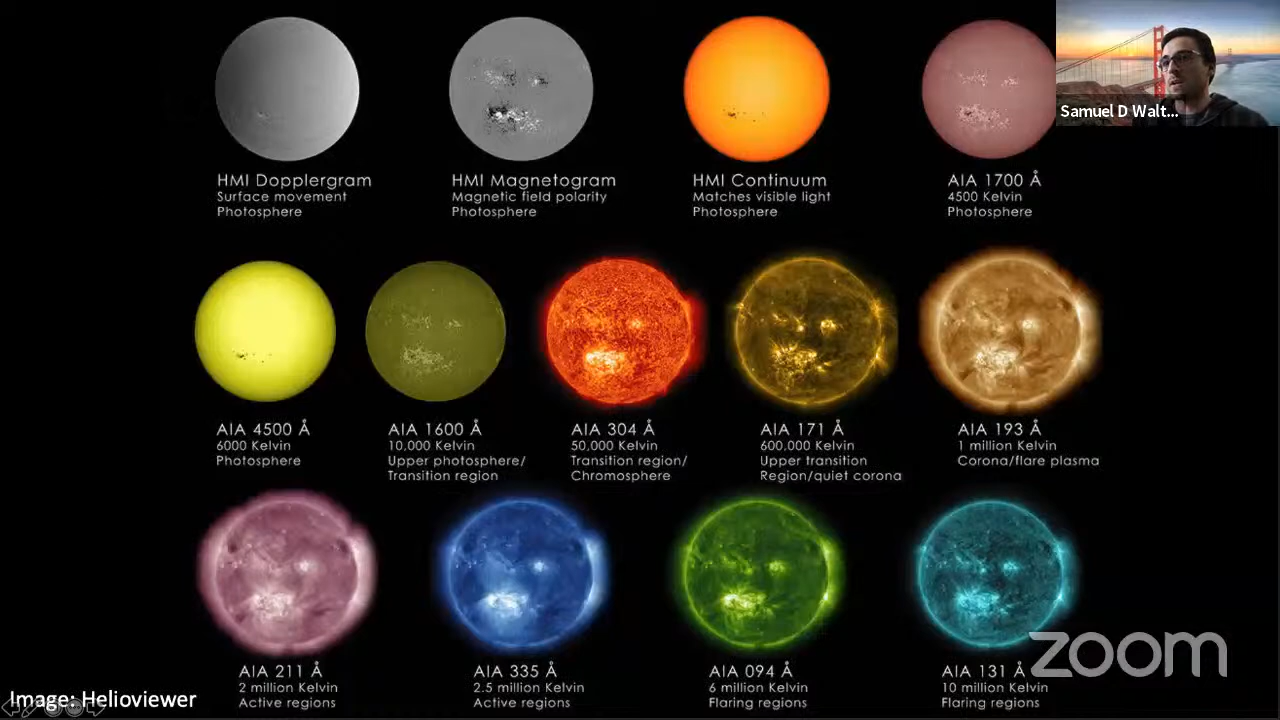 Samuel D Walt...
HMI Dopplergram
Surface movement
Photosphere
HMI Magnetogram
Magnetic field polarity
Photosphere
HMI Continuum
Matches visible light
Photosphere
AIA 1700 Å
4500 Kelvin
Photosphere
AIA 4500 Å
6000 Kelvin
Photosphere
AIA 1600 Å
10,000 Kelvin
Upper photosphere/
Transition region
AIA 304 Å
50,000 Kelvin
Transition region/
Chromosphere
AIA 171 Å
600,000 Kelvin
Upper transition
Region/quiet corona
AIA 193 Å
1 million Kelvin
Corona/flare plasma
AIA 211 Å
2 million Kelvin
Active regions
AIA 335 Å
2.5 million Kelvin
Active regions
AIA 094 Å
6 million Kelvin
Flaring regions
AIA 131 Å
10 million Kelvin
Flaring regions
zoom
Image: Helioviewer